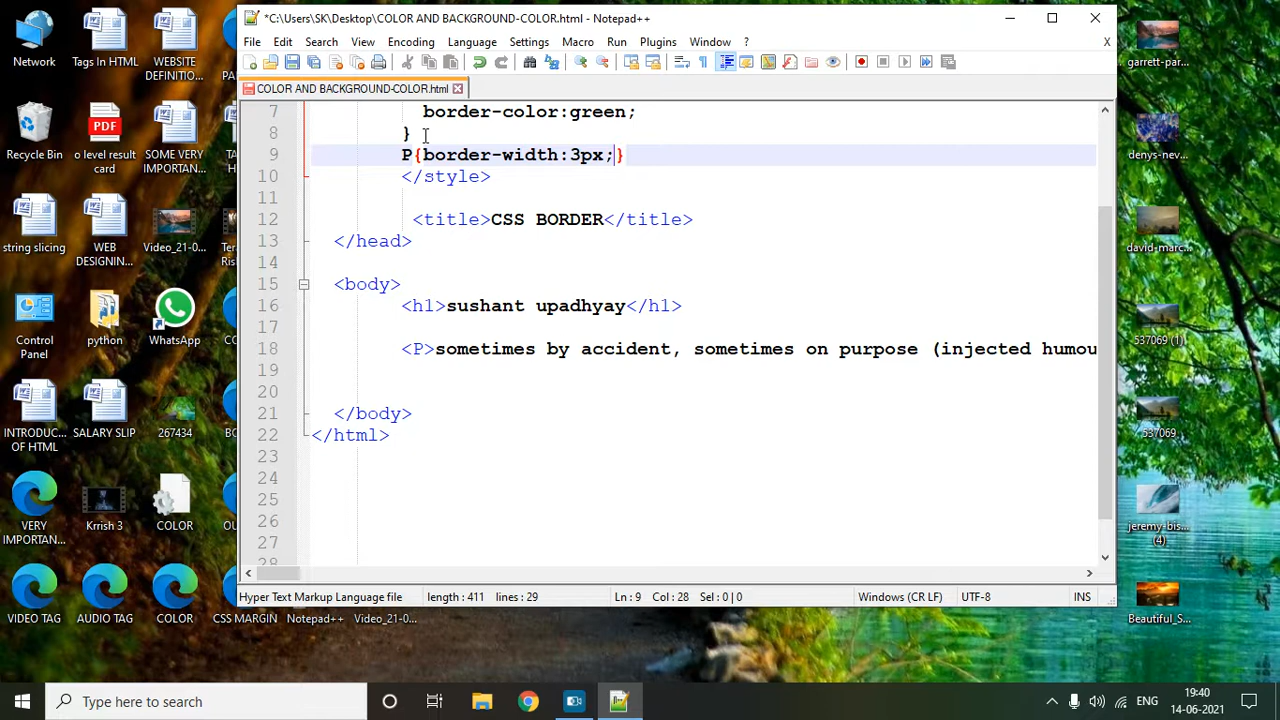 *C:\Users\SK\Desktop\COLOR AND BACKGROUND-COLOR.html - Notepad++
File Edit Search View Encoding Language Settings Macro Run Plugins Window ?
X
COLOR AND BACKGROUND-COLOR.html
7 border-color:green;
8 }
9 P{border-width:3px;}
10 </style>
11
12 <title>CSS BORDER</title>
13 </head>
14
15 <body>
16 <h1>sushant upadhyay</h1>
17
18 <P>sometimes by accident, sometimes on purpose (injected humou
19
20
21 </body>
22 </html>
23
24
25
26
27
28
Hyper Text Markup Language file length : 411 lines : 29 Ln : 9 Col : 28 Sel : 0 | 0 Windows (CR LF) UTF-8 INS
Network
Tags In HTML
WEBSITE
DEFINITIO...
Recycle Bin
PDF
o level result
card
SOME VERY
IMPORTAN...
string slicing
WEB
DESIGNIN...
Video_21-0...
Control
Panel
python
WhatsApp
INTRODUC...
OF HTML
SALARY SLIP
267434
VERY
IMPORTAN...
Krrish 3
COLOR
VIDEO TAG
AUDIO TAG
COLOR
CSS MARGIN
Notepad++
Video_21-0...
garrett-par...
denys-nev...
david-marc...
537069 (1)
537069
jeremy-bis...
(4)
Beautiful_S...
Type here to search
ENG
19:40
14-06-2021